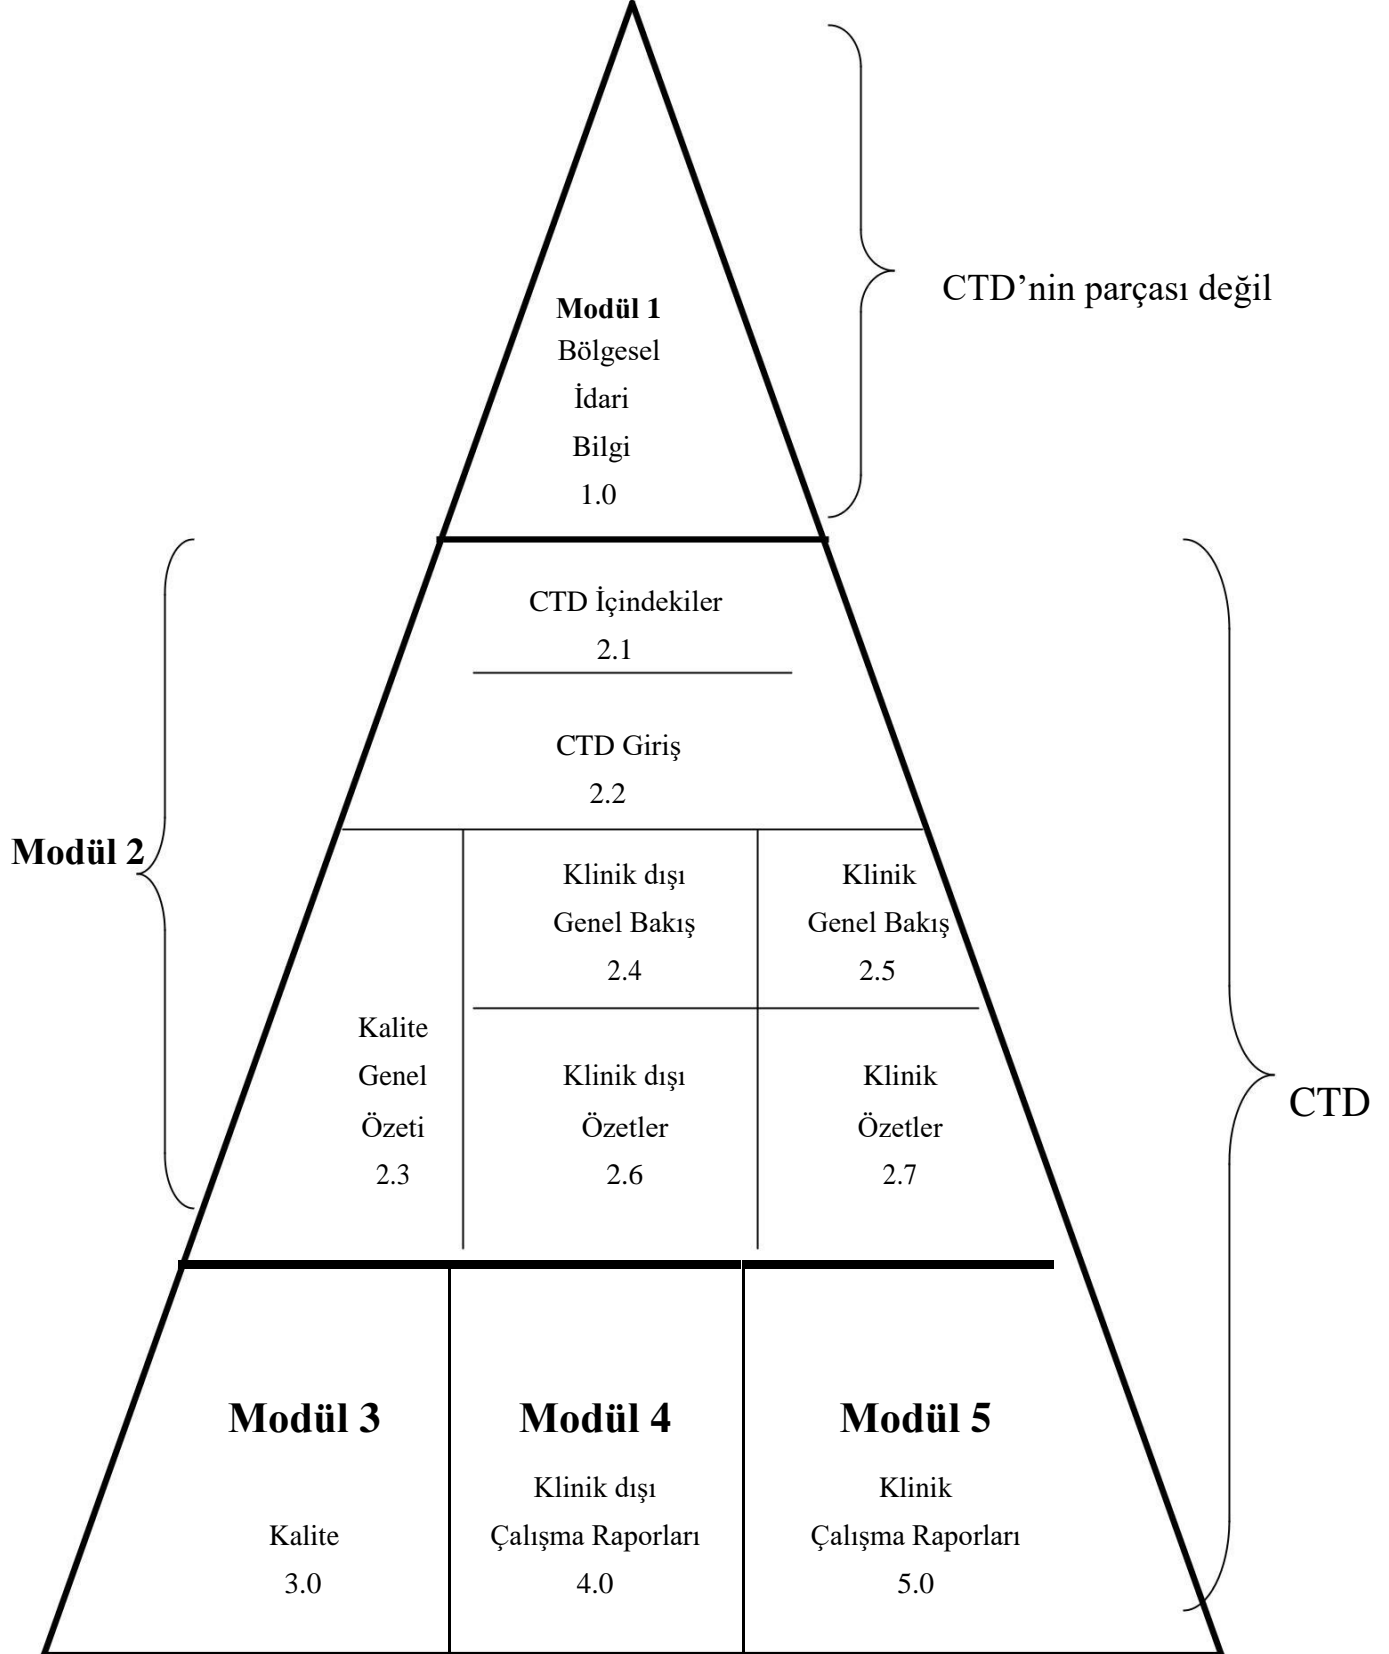 Modül 1
Bölgesel
İdari
Bilgi
1.0
CTD’nin parçası değil
CTD İçindekiler
2.1
CTD Giriş
2.2
Modül 2
Klinik dışı
Genel Bakış
2.4
Klinik
Genel Bakış
2.5
Kalite
Genel
Özeti
2.3
Klinik dışı
Özetler
2.6
Klinik
Özetler
2.7
CTD
Modül 3
Kalite
3.0
Modül 4
Klinik dışı
Çalışma Raporları
4.0
Modül 5
Klinik
Çalışma Raporları
5.0